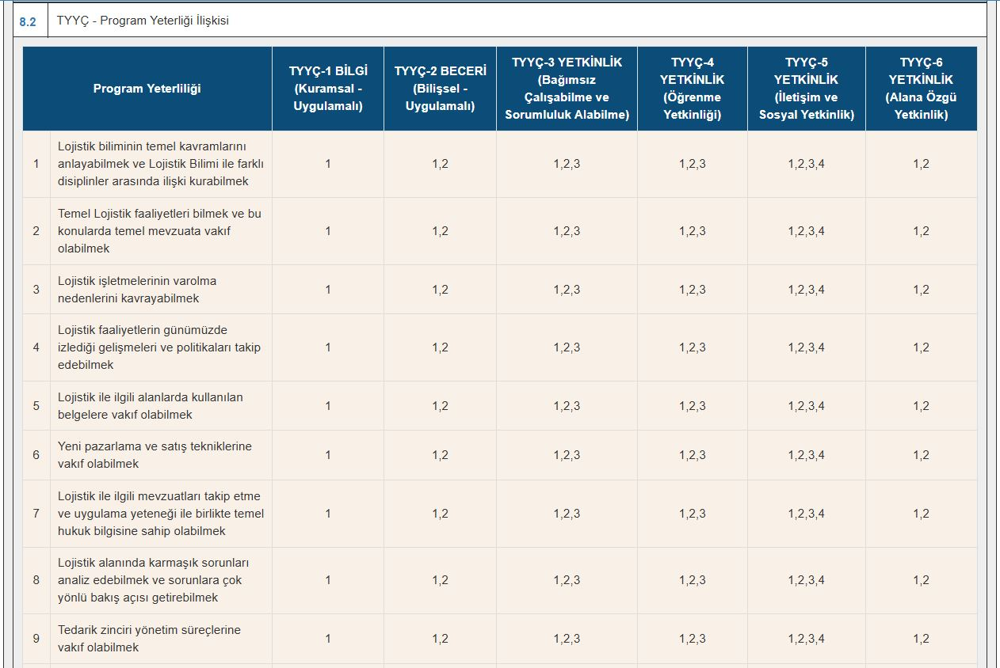 8.2 TYYÇ - Program Yeterliği İlişkisi
Program Yeterliliği
TYYÇ-1 BİLGİ
(Kuramsal -
Uygulamalı)
TYYÇ-2 BECERİ
(Bilişsel -
Uygulamalı)
TYYÇ-3 YETKİNLİK
(Bağımsız
Çalışabilme ve
Sorumluluk Alabilme)
TYYÇ-4
YETKİNLİK
(Öğrenme
Yetkinliği)
TYYÇ-5
YETKİNLİK
(İletişim ve
Sosyal Yetkinlik)
TYYÇ-6
YETKİNLİK
(Alana Özgü
Yetkinlik)
Lojistik biliminin temel kavramlarını
1 anlayabilmek ve Lojistik Bilimi ile farklı 1 1,2 1,2,3 1,2,3 1,2,3,4 1,2
disiplinler arasında ilişki kurabilmek
Temel Lojistik faaliyetleri bilmek ve bu
2 konularda temel mevzuata vakıf 1 1,2 1,2,3 1,2,3 1,2,3,4 1,2
olabilmek
Lojistik işletmelerinin varolma
3 nedenlerini kavrayabilmek 1 1,2 1,2,3 1,2,3 1,2,3,4 1,2
Lojistik faaliyetlerin günümüzde
4 izlediği gelişmeleri ve politikaları takip 1 1,2 1,2,3 1,2,3 1,2,3,4 1,2
edebilmek
Lojistik ile ilgili alanlarda kullanılan
5 belgelere vakıf olabilmek 1 1,2 1,2,3 1,2,3 1,2,3,4 1,2
Yeni pazarlama ve satış tekniklerine
6 vakıf olabilmek 1 1,2 1,2,3 1,2,3 1,2,3,4 1,2
Lojistik ile ilgili mevzuatları takip etme
7 ve uygulama yeteneği ile birlikte temel 1 1,2 1,2,3 1,2,3 1,2,3,4 1,2
hukuk bilgisine sahip olabilmek
Lojistik alanında karmaşık sorunları
8 analiz edebilmek ve sorunlara çok 1 1,2 1,2,3 1,2,3 1,2,3,4 1,2
yönlü bakış açısı getirebilmek
Tedarik zinciri yönetim süreçlerine
9 vakıf olabilmek 1 1,2 1,2,3 1,2,3 1,2,3,4 1,2